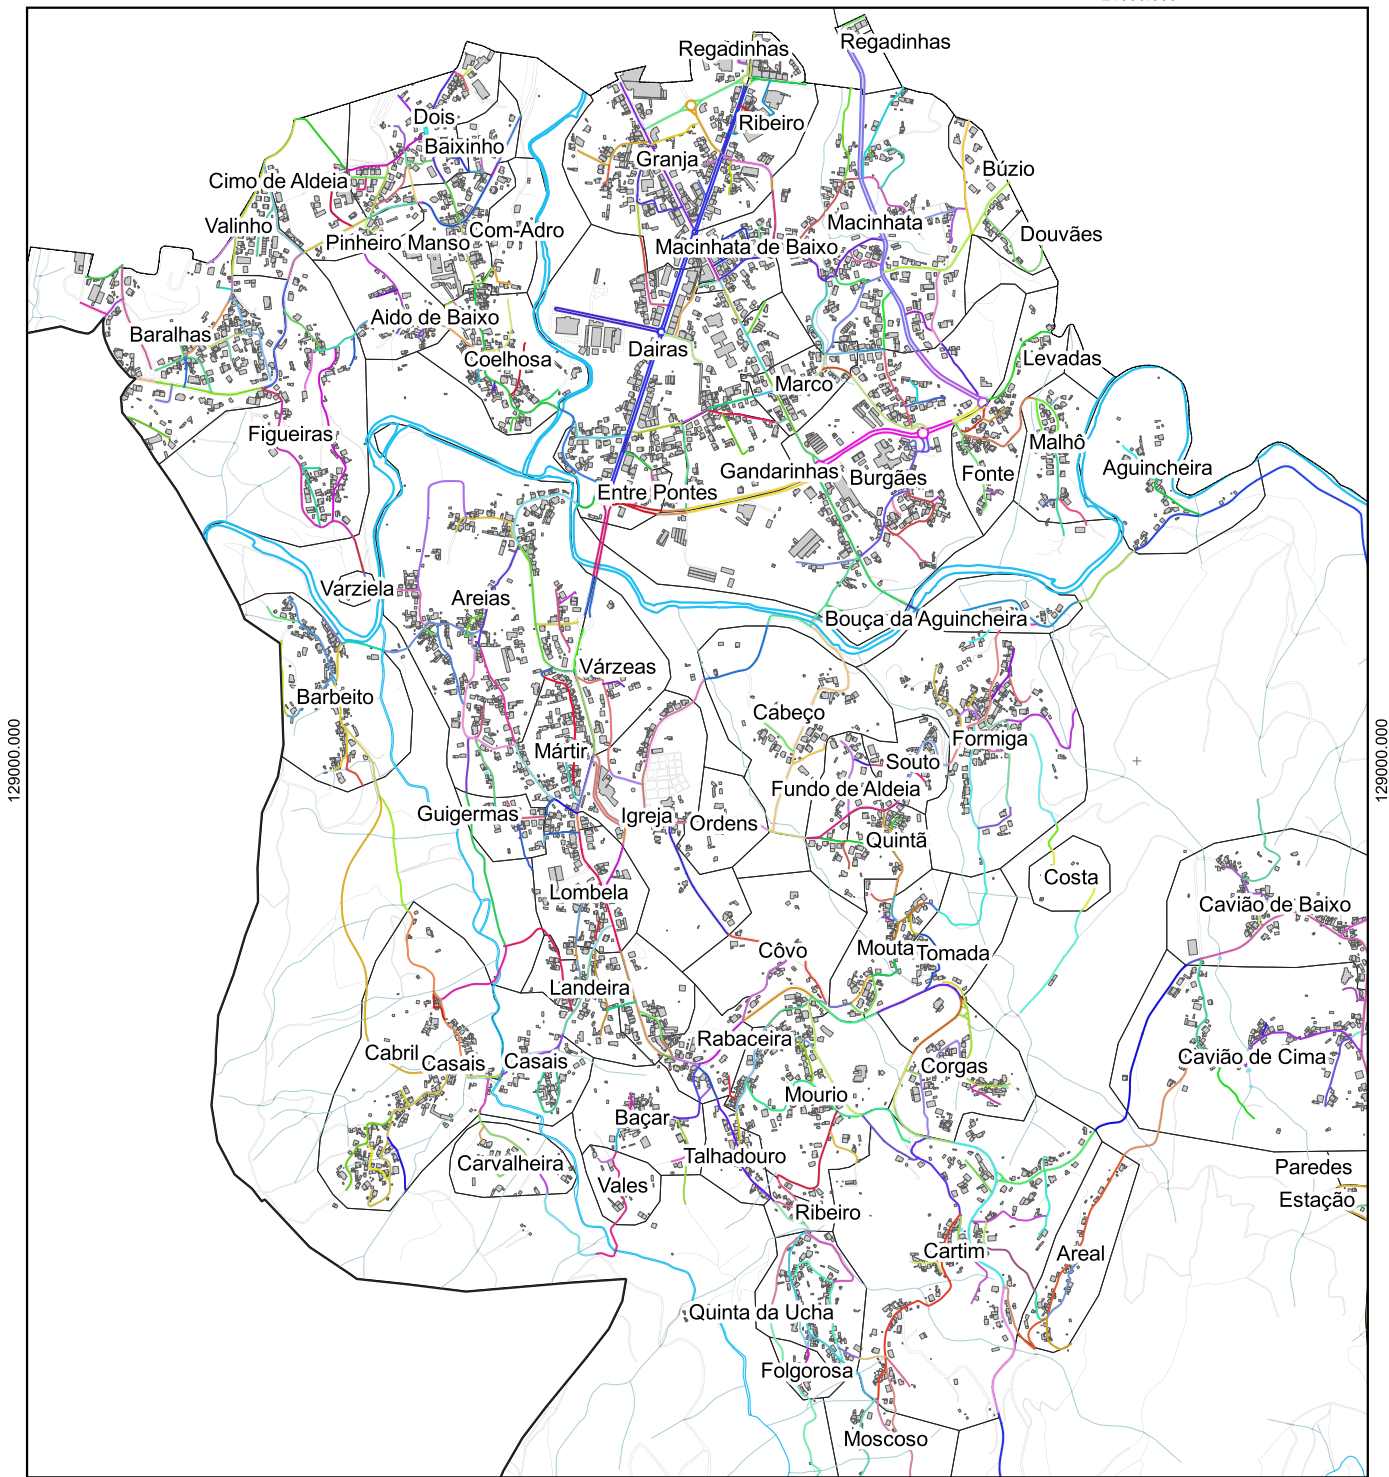 Regadinhas
Regadinhas
Dois
Ribeiro
Baixinho
Granja
Búzio
Cimo de Aldeia
Valinho
Macinhata
Com-Adro
Douvães
Pinheiro Manso
Macinhata de Baixo
Aido de Baixo
Baralhas
Dairas
Coelhosa
Levadas
Marco
Figueiras
Malhô
Gandarinhas
Burgães
Fonte
Aguincheira
Entre Pontes
Varziela
Areias
Bouça da Aguincheira
Várzeas
Barbeito
Cabeço
Formiga
Mártir
Souto
129000.000
129000.000
Fundo de Aldeia
Guigermas
Igreja
Ordens
Quintã
Costa
Lombela
Cavião de Baixo
Côvo
Mouta
Tomada
Landeira
Rabaceira
Cabril
Casais
Casais
Corgas
Cavião de Cima
Mourio
Baçar
Talhadouro
Carvalheira
Vales
Paredes
Estação
Ribeiro
Cartim
Areal
Quinta da Ucha
Folgorosa
Moscoso